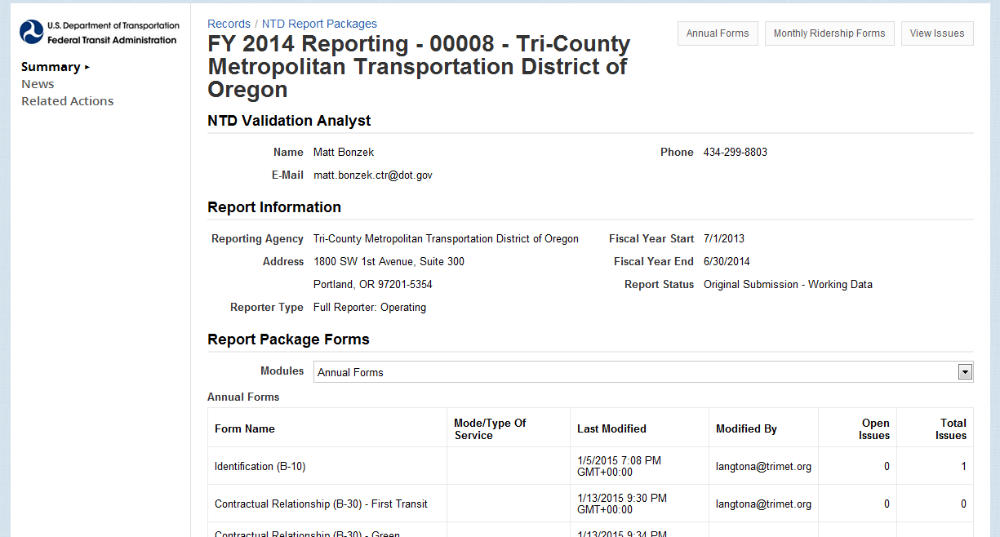 U.S. Department of Transportation
Federal Transit Administration
Summary ▸
News
Related Actions
Records / NTD Report Packages
FY 2014 Reporting - 00008 - Tri-County
Metropolitan Transportation District of
Oregon
Annual Forms
Monthly Ridership Forms
View Issues
NTD Validation Analyst
Name Matt Bonzek
Phone 434-299-8803
E-Mail matt.bonzek.ctr@dot.gov
Report Information
Reporting Agency Tri-County Metropolitan Transportation District of Oregon
Fiscal Year Start 7/1/2013
Address 1800 SW 1st Avenue, Suite 300
Fiscal Year End 6/30/2014
Portland, OR 97201-5354
Report Status Original Submission - Working Data
Reporter Type Full Reporter: Operating
Report Package Forms
Modules Annual Forms
Annual Forms
Form Name
Mode/Type Of
Service
Last Modified
Modified By
Open
Issues
Total
Issues
Identification (B-10)
1/5/2015 7:08 PM
GMT+00:00
langtona@trimet.org
0
1
Contractual Relationship (B-30) - First Transit
1/13/2015 9:30 PM
GMT+00:00
langtona@trimet.org
0
0
Contractual Relationship (B-30) - Green
1/13/2015 9:34 PM